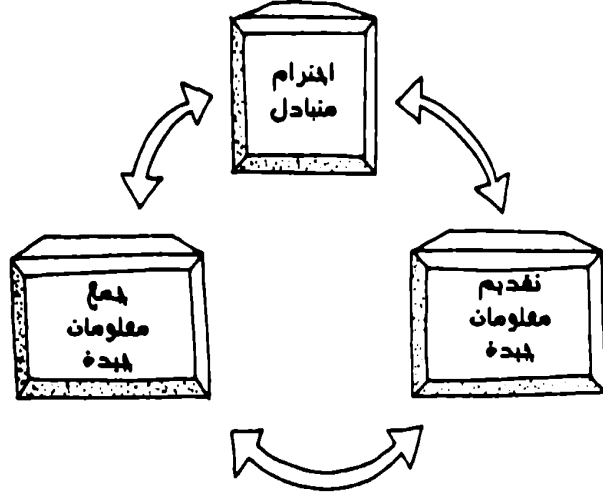 احترام
متبادل
جمع
معلومات
جيدة
تقديم
معلومات
جيدة